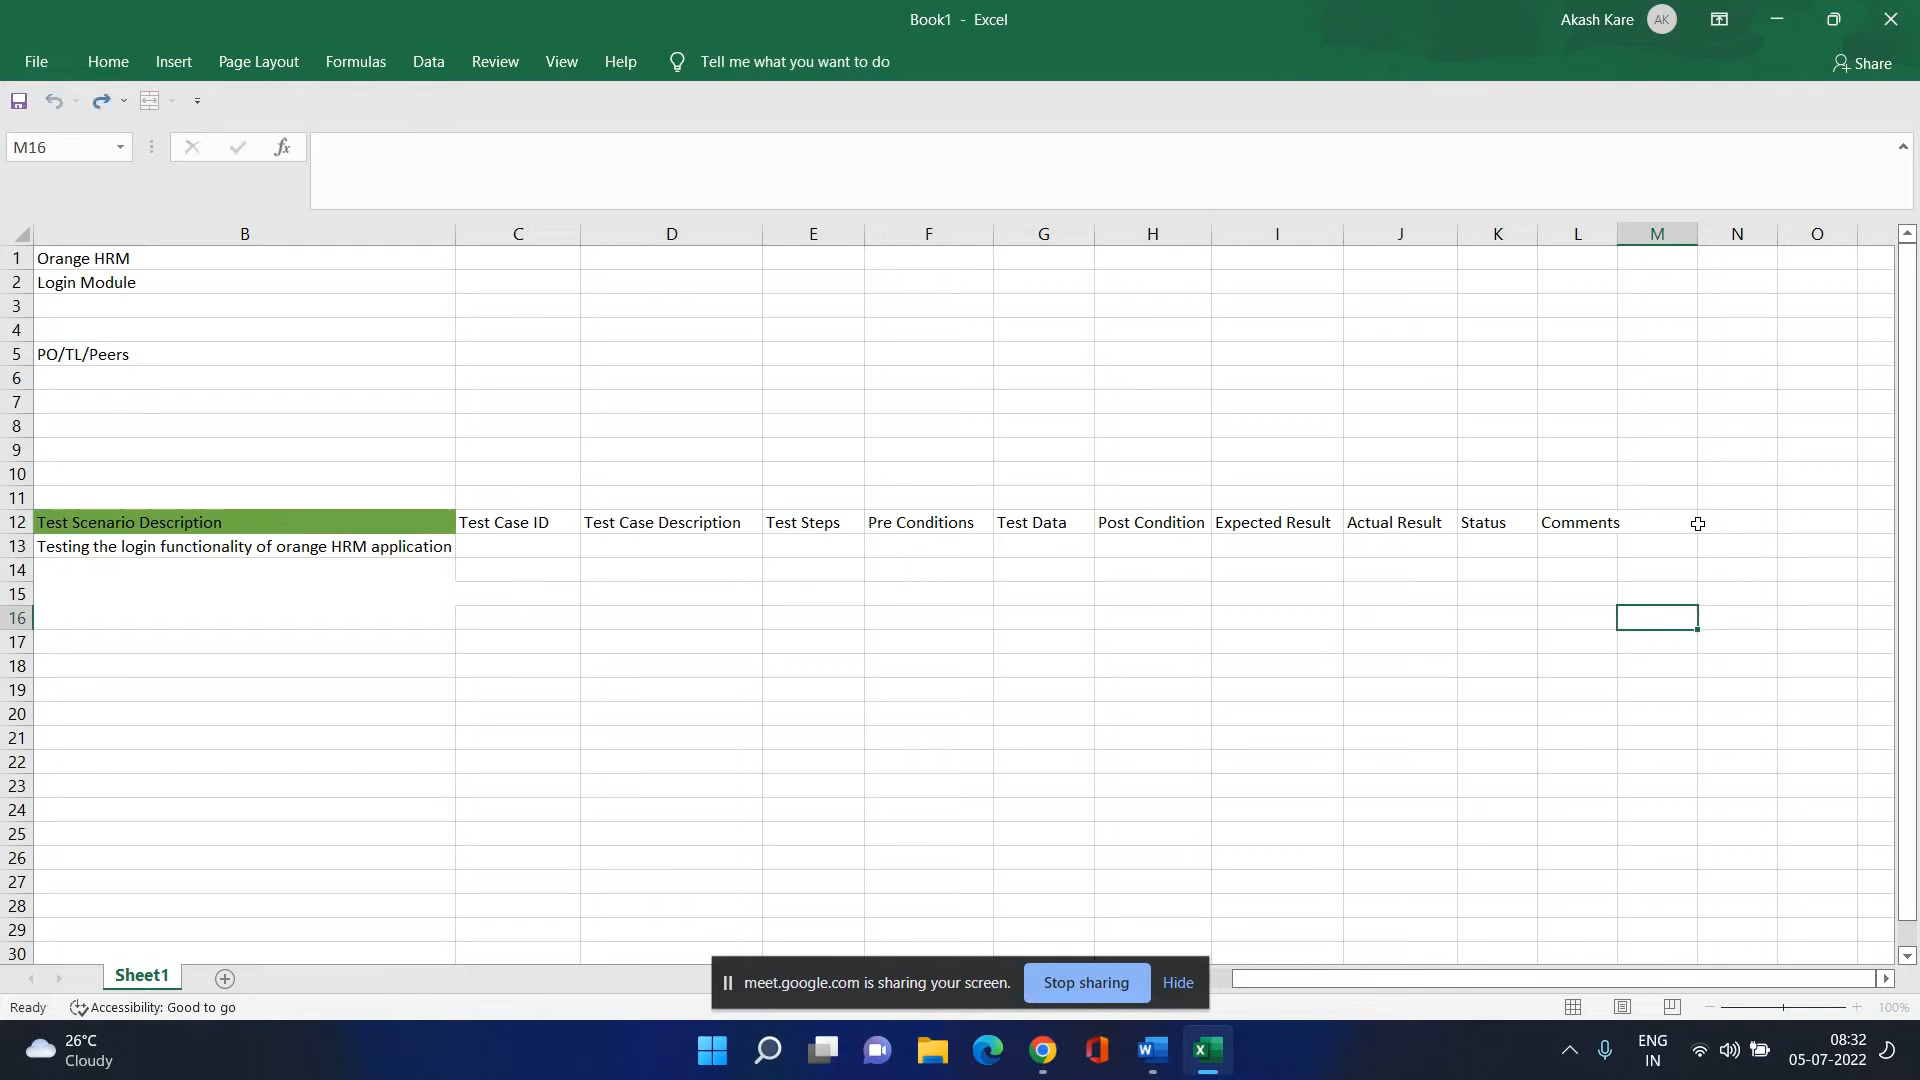 Book1 - Excel
Akash Kare AK
File Home Insert Page Layout Formulas Data Review View Help Tell me what you want to do Share
M16 fx
B C D E F G H I J K L M N O
1 Orange HRM
2 Login Module
3
4
5 PO/TL/Peers
6
7
8
9
10
11
12 Test Scenario Description Test Case ID Test Case Description Test Steps Pre Conditions Test Data Post Condition Expected Result Actual Result Status Comments
13 Testing the login functionality of orange HRM application
14
15
16
17
18
19
20
21
22
23
24
25
26
27
28
29
30
Sheet1
meet.google.com is sharing your screen. Stop sharing Hide
Ready Accessibility: Good to go 100%
26°C
Cloudy
ENG
IN
08:32
05-07-2022